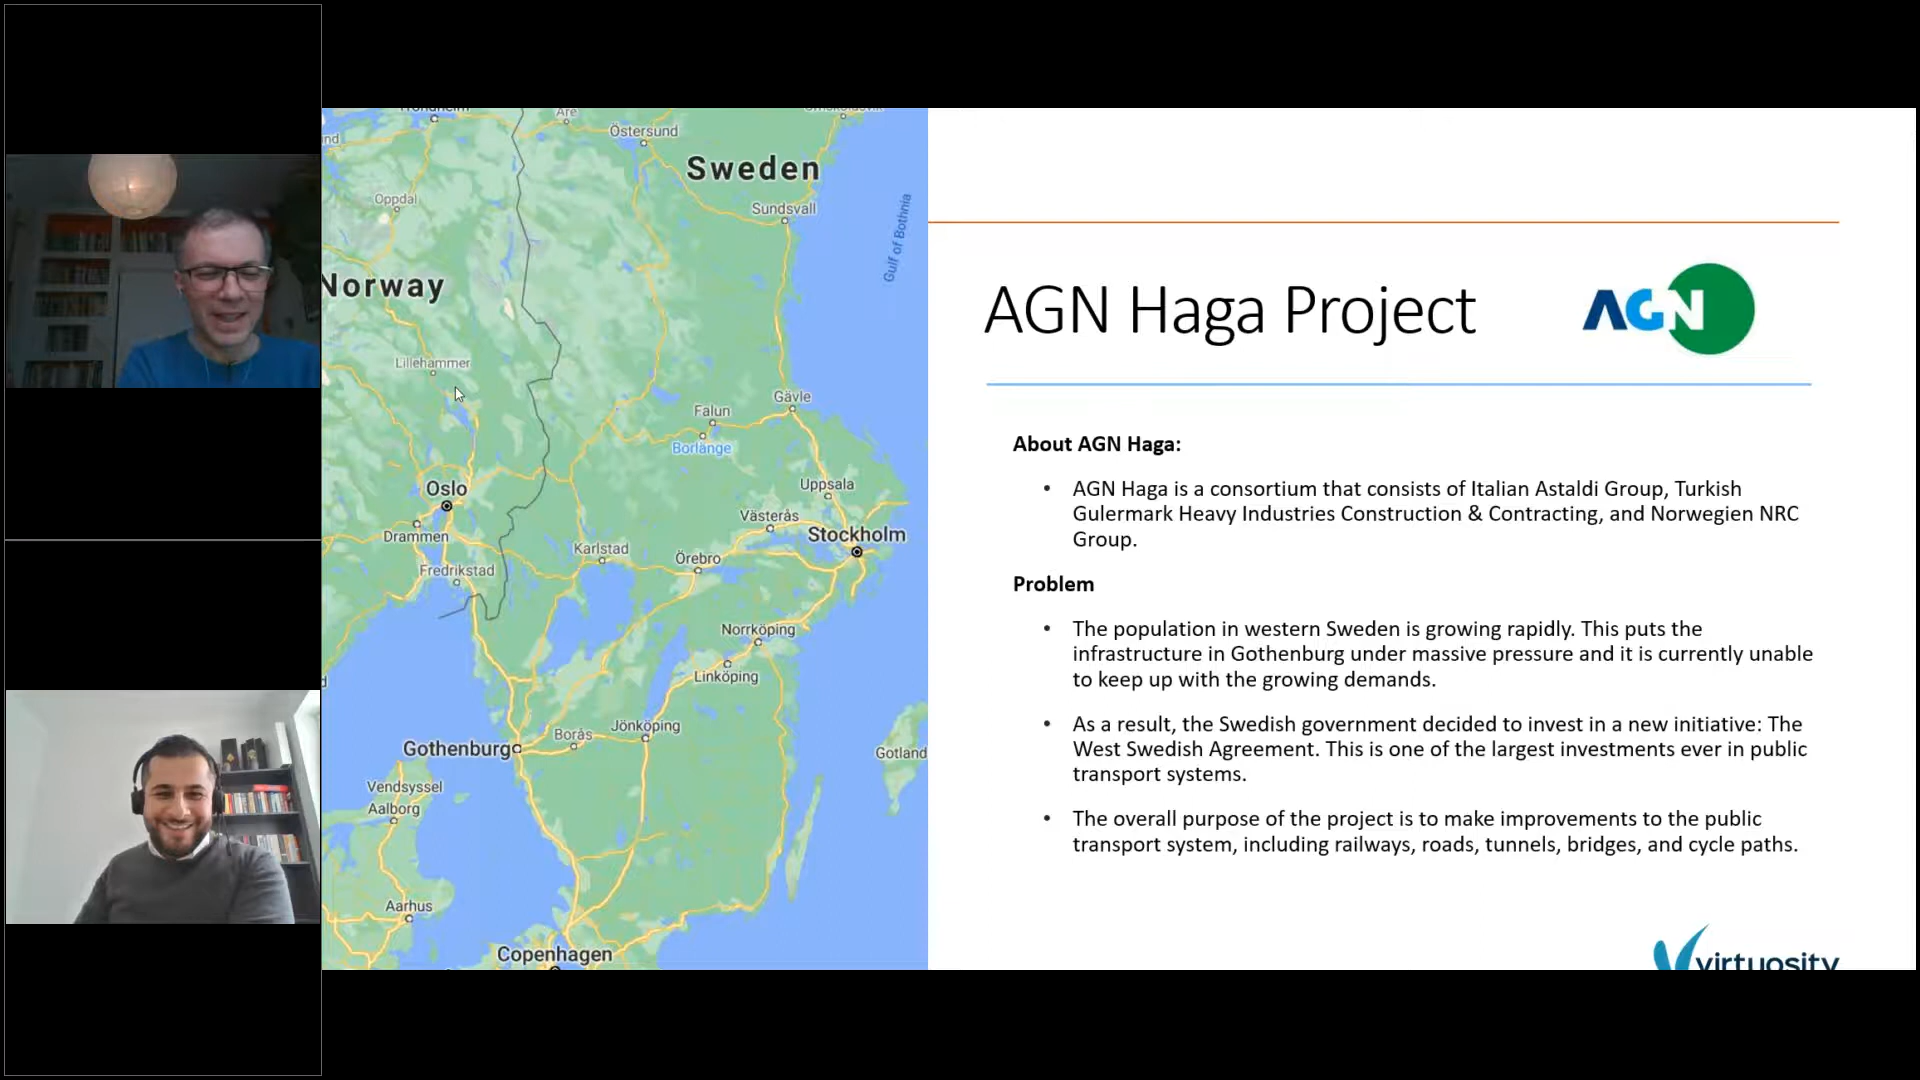 Trondheim
Åre
Östersund
Sweden
Oppdal
Sundsvall
Gulf of Bothnia
Norway
Lillehammer
Gävle
Falun
Borlänge
Oslo
Uppsala
Västerås
Drammen
Stockholm
Karlstad
Örebro
Fredrikstad
Norrköping
Linköping
Jönköping
Borås
Gothenburg
Gotland
Vendsyssel
Aalborg
Aarhus
Copenhagen
AGN Haga Project
AGN
About AGN Haga:
• AGN Haga is a consortium that consists of Italian Astaldi Group, Turkish
Gulermark Heavy Industries Construction & Contracting, and Norwegien NRC
Group.
Problem
• The population in western Sweden is growing rapidly. This puts the
infrastructure in Gothenburg under massive pressure and it is currently unable
to keep up with the growing demands.
• As a result, the Swedish government decided to invest in a new initiative: The
West Swedish Agreement. This is one of the largest investments ever in public
transport systems.
• The overall purpose of the project is to make improvements to the public
transport system, including railways, roads, tunnels, bridges, and cycle paths.
virtuosity